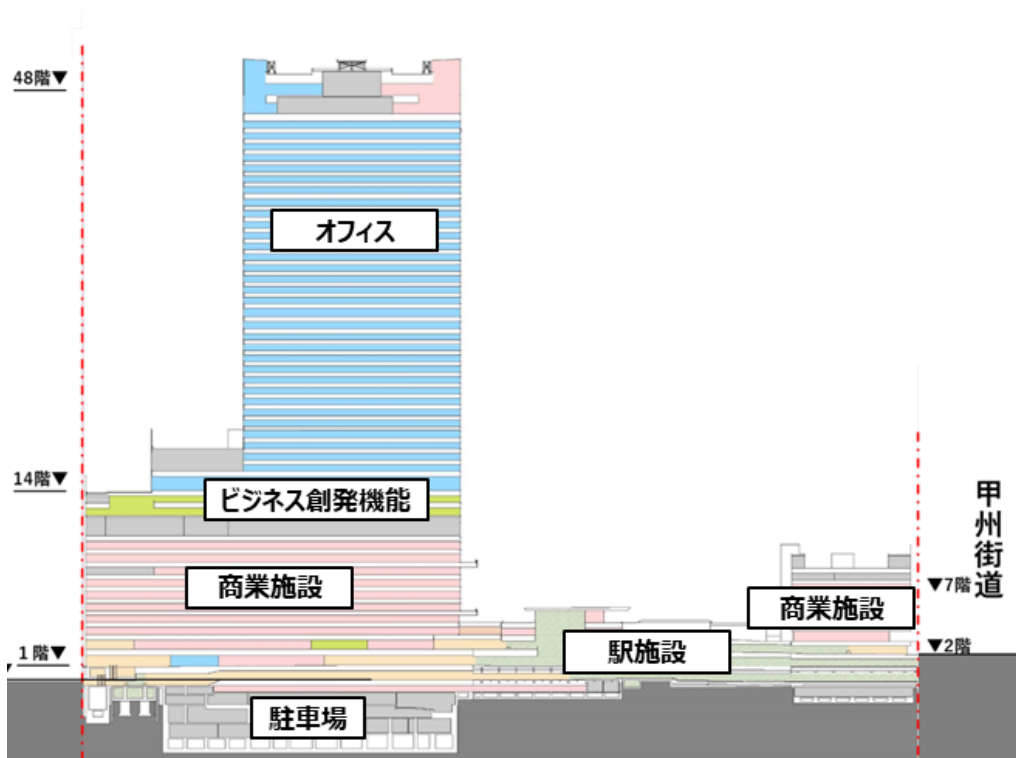 48階▼
オフィス
14階▼
ビジネス創発機能
商業施設
甲州街道
▼7階
商業施設
1階▼
駅施設
▼2階
駐車場